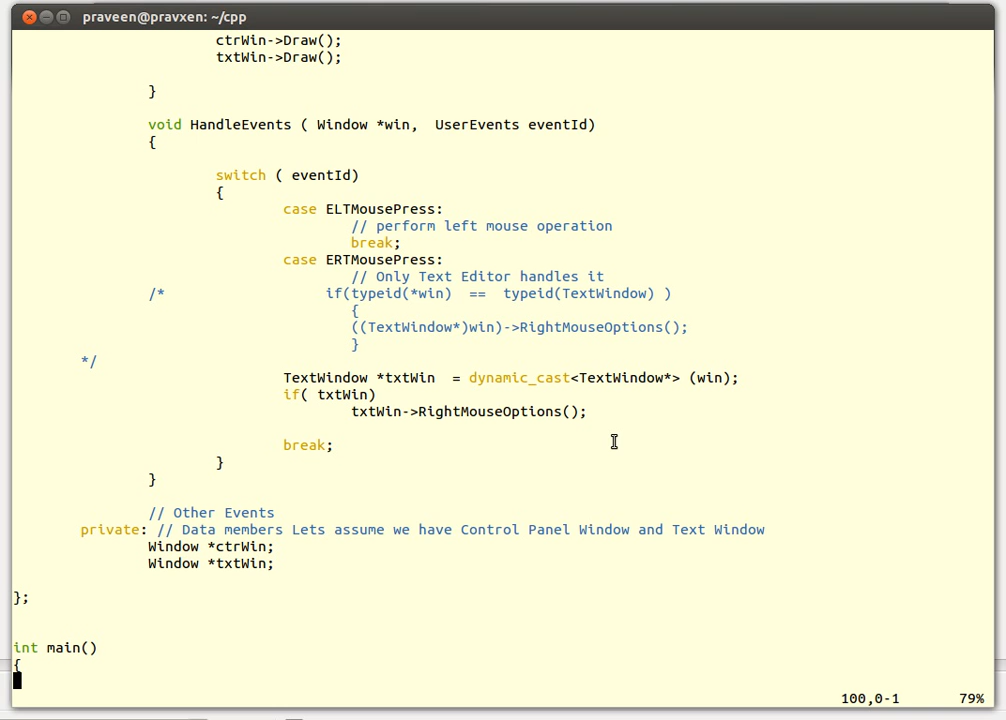 praveen@pravxen: ~/cpp
ctrWin->Draw();
txtWin->Draw();
}
void HandleEvents ( Window *win,  UserEvents eventId)
{
switch ( eventId)
{
case ELTMousePress:
// perform left mouse operation
break;
case ERTMousePress:
// Only Text Editor handles it
/*                   if(typeid(*win)  ==  typeid(TextWindow) )
{
((TextWindow*)win)->RightMouseOptions();
}
*/
TextWindow *txtWin  = dynamic_cast<TextWindow*> (win);
if( txtWin)
txtWin->RightMouseOptions();
break;
}
}
// Other Events
private: // Data members Lets assume we have Control Panel Window and Text Window
Window *ctrWin;
Window *txtWin;
};
int main()
{
100,0-1       79%